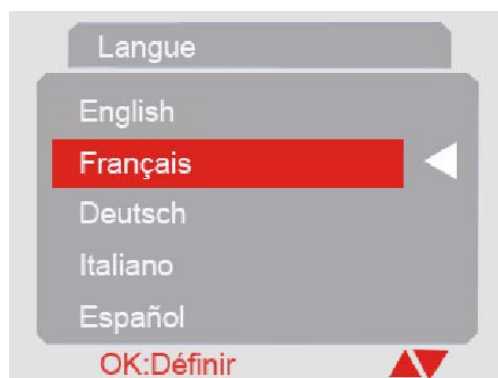 Langue
English
Français
Deutsch
Italiano
Español
OK:Définir